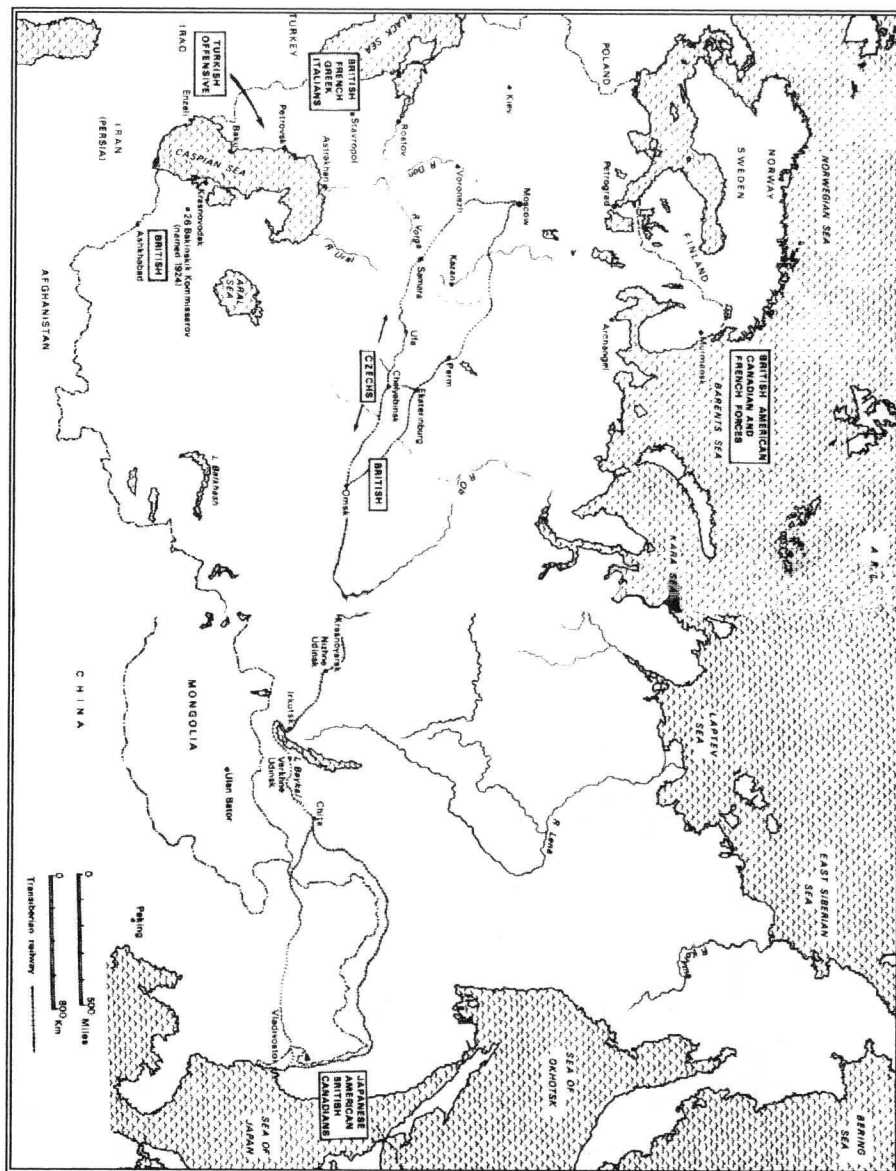 NORWEGIAN SEA
NORWAY
SWEDEN
FINLAND
BARENTS SEA
KARA SEA
LAPTEV
SEA
EAST SIBERIAN
SEA
BERING
SEA
SEA OF
OKHOTSK
SEA OF
JAPAN
BRITISH AMERICAN
CANADIAN AND
FRENCH FORCES
Murmansk
Archangel
Petrograd
POLAND
Moscow
Kiev
Voronezh
R. Don
Rostov
Stavropol
BLACK SEA
TURKEY
BRITISH
FRENCH
GREEK
ITALIANS
TURKISH
OFFENSIVE
IRAQ
Enzeli
Baku
Petrovsk
Astrakhan
CASPIAN SEA
IRAN
(PERSIA)
Krasnovodsk
26 Bakinskik Kommissarov
(named 1924)
BRITISH
Ashkhabad
ARAL
SEA
AFGHANISTAN
R. Ural
R. Volga
Samara
Kazan
Ufa
Perm
CZECHS
Chelyabinsk
Ekaterinburg
BRITISH
Omsk
R. Ob
L. Balkhash
Krasnoyarsk
Nizhne
Udinsk
Irkutsk
L. Baykal
Verkhne
Udinsk
Chita
R. Lena
MONGOLIA
Ulan Bator
CHINA
Peking
Vladivostok
JAPANESE
AMERICAN
BRITISH
CANADIANS
0 500 Miles
0 800 Km
Transiberian railway